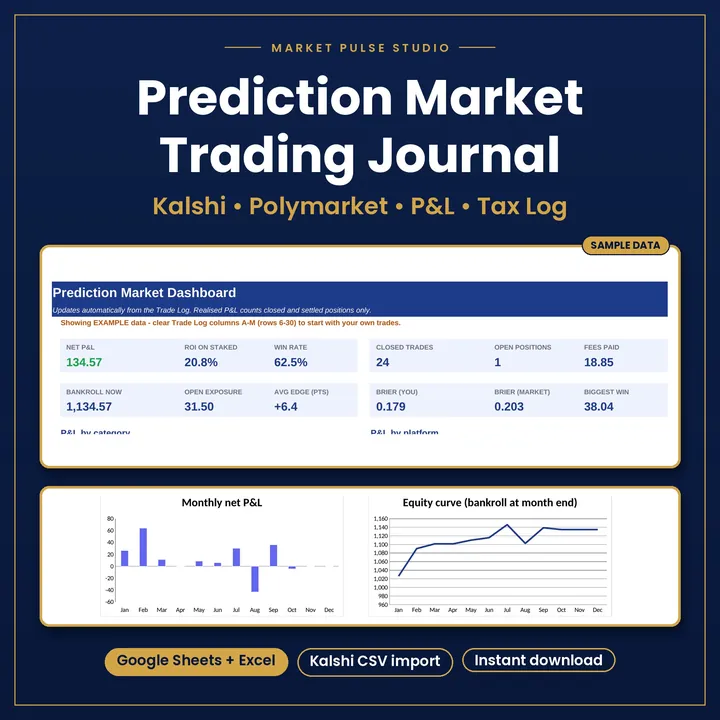 MARKET PULSE STUDIO
Prediction Market
Trading Journal
Kalshi • Polymarket • P&L • Tax Log
SAMPLE DATA
Prediction Market Dashboard
Updates automatically from the Trade Log. Realised P&L counts closed and settled positions only.
Showing EXAMPLE data - clear Trade Log columns A-M (rows 6-30) to start with your own trades.
NET P&L ROI ON STAKED WIN RATE CLOSED TRADES OPEN POSITIONS FEES PAID
134.57 20.8% 62.5% 24 1 18.85
BANKROLL NOW OPEN EXPOSURE AVG EDGE (PTS) BRIER (YOU) BRIER (MARKET) BIGGEST WIN
1,134.57 31.50 +6.4 0.179 0.203 38.04
P&L by category P&L by platform
Monthly net P&L
80
60
40
20
0
-20
-40
-60
Jan Feb Mar Apr May Jun Jul Aug Sep Oct Nov Dec
Equity curve (bankroll at month end)
1,160
1,140
1,120
1,100
1,080
1,060
1,040
1,020
1,000
980
960
Jan Feb Mar Apr May Jun Jul Aug Sep Oct Nov Dec
Google Sheets + Excel
Kalshi CSV import
Instant download